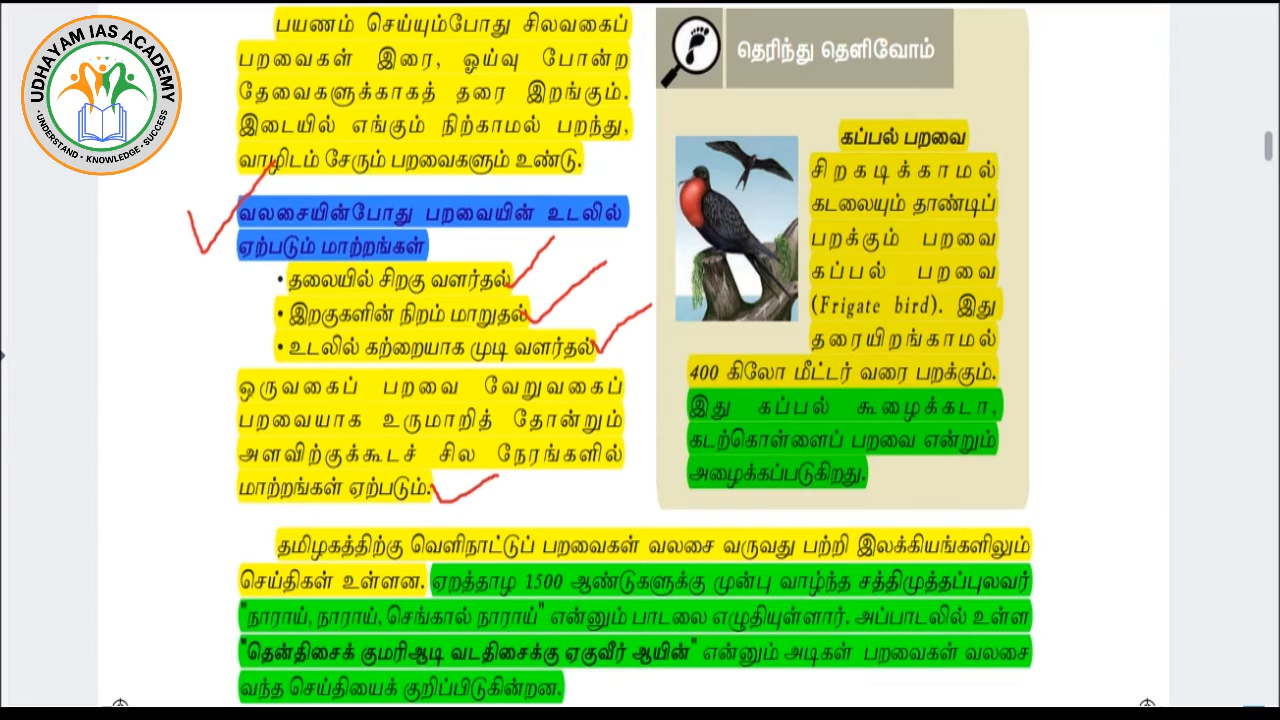 UDHAYAM IAS ACADEMY
· UNDERSTAND · KNOWLEDGE · SUCCESS
பயணம் செய்யும்போது சிலவகைப்
பறவைகள் இரை, ஓய்வு போன்ற
தேவைகளுக்காகத் தரை இறங்கும்.
இடையில் எங்கும் நிற்காமல் பறந்து,
வாழிடம் சேரும் பறவைகளும் உண்டு.
வலசையின்போது பறவையின் உடலில்
ஏற்படும் மாற்றங்கள்
• தலையில் சிறகு வளர்தல்
• இறகுகளின் நிறம் மாறுதல்
• உடலில் கற்றையாக முடி வளர்தல்
ஒருவகைப் பறவை வேறுவகைப்
பறவையாக உருமாறித் தோன்றும்
அளவிற்குக்கூடச் சில நேரங்களில்
மாற்றங்கள் ஏற்படும்.
தெரிந்து தெளிவோம்
கப்பல் பறவை
சிறகடிக்காமல்
கடலையும் தாண்டிப்
பறக்கும் பறவை
கப்பல் பறவை
(Frigate bird). இது
தரையிறங்காமல்
400 கிலோ மீட்டர் வரை பறக்கும்.
இது கப்பல் கூழைக்கடா,
கடற்கொள்ளைப் பறவை என்றும்
அழைக்கப்படுகிறது.
தமிழகத்திற்கு வெளிநாட்டுப் பறவைகள் வலசை வருவது பற்றி இலக்கியங்களிலும்
செய்திகள் உள்ளன. ஏறத்தாழ 1500 ஆண்டுகளுக்கு முன்பு வாழ்ந்த சத்திமுத்தப்புலவர்
"நாராய், நாராய், செங்கால் நாராய்" என்னும் பாடலை எழுதியுள்ளார். அப்பாடலில் உள்ள
"தென்திசைக் குமரிஆடி வடதிசைக்கு ஏகுவீர் ஆயின்" என்னும் அடிகள் பறவைகள் வலசை
வந்த செய்தியைக் குறிப்பிடுகின்றன.